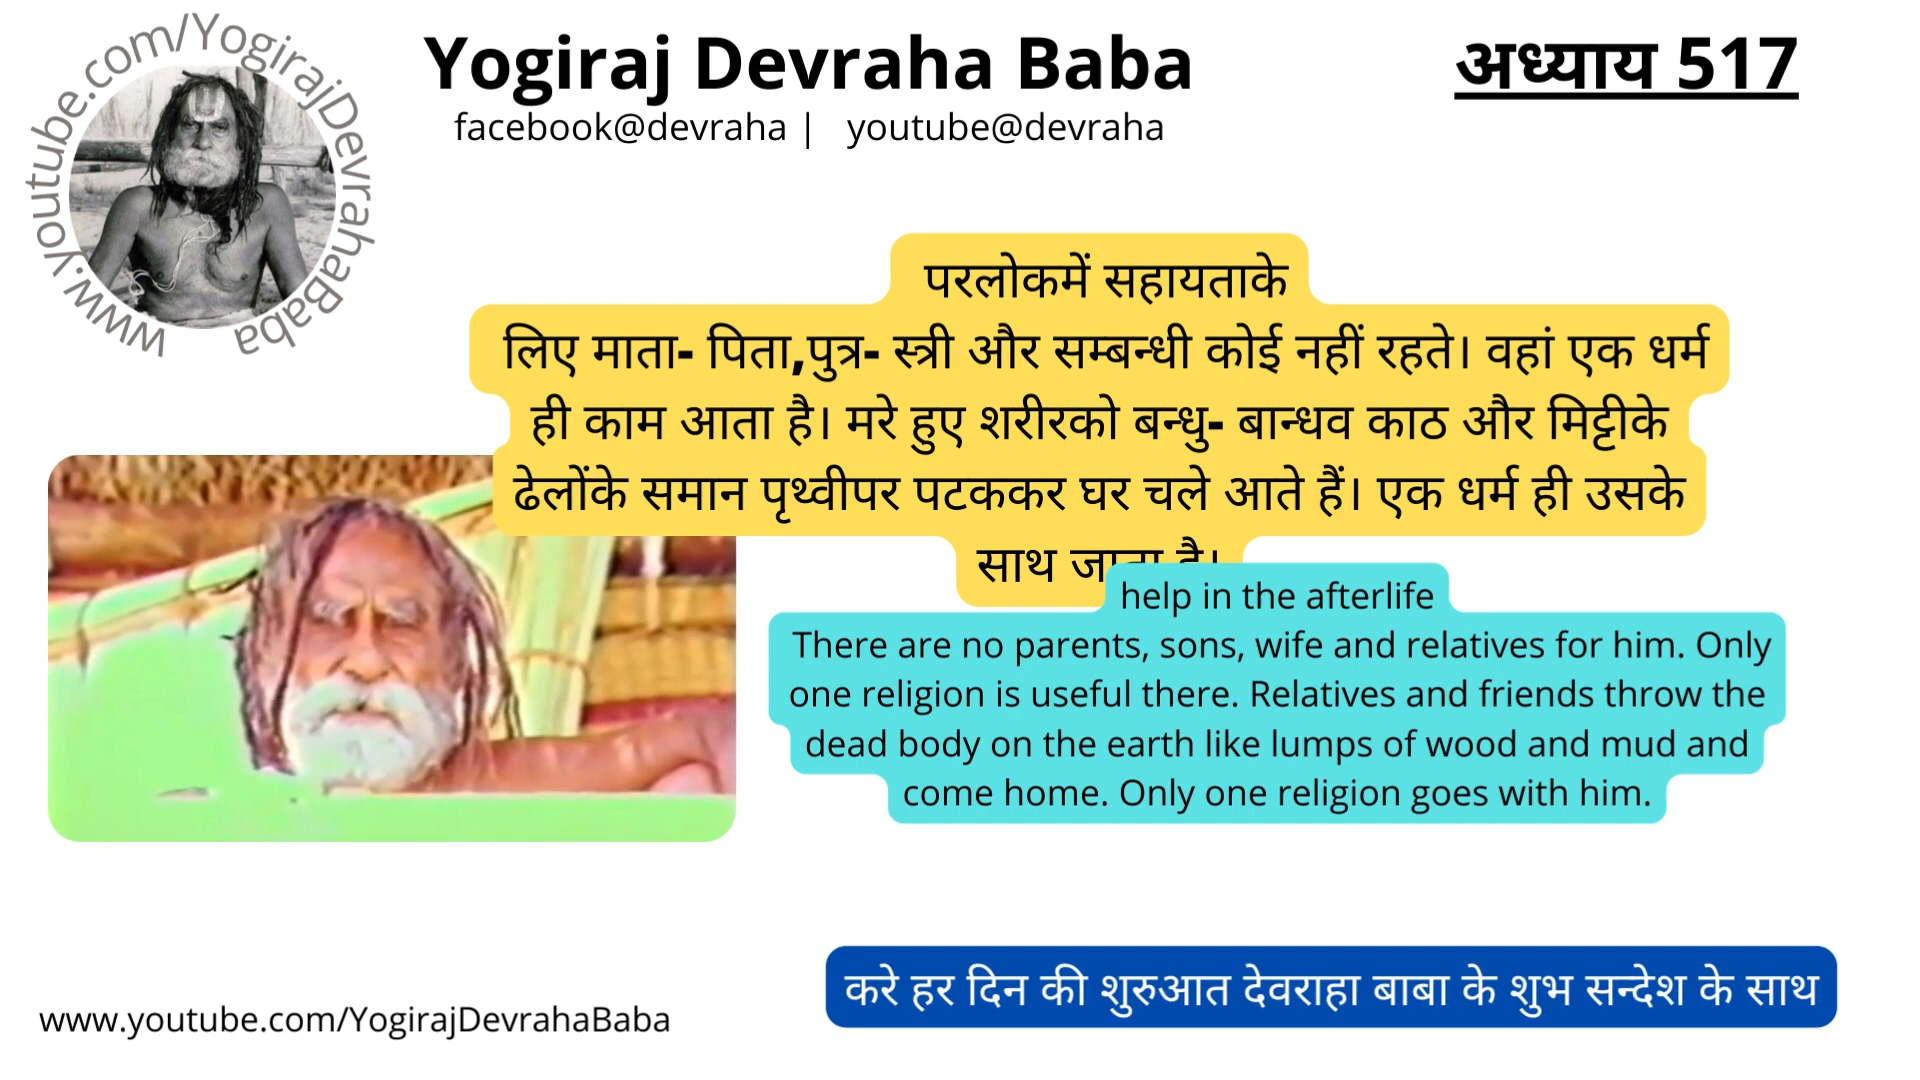 www.youtube.com/YogirajDevrahaBaba
Yogiraj Devraha Baba
facebook@devraha | youtube@devraha
अध्याय 517
परलोकमें सहायताके
लिए माता- पिता,पुत्र- स्त्री और सम्बन्धी कोई नहीं रहते। वहां एक धर्म
ही काम आता है। मरे हुए शरीरको बन्धु- बान्धव काठ और मिट्टीके
ढेलोंके समान पृथ्वीपर पटककर घर चले आते हैं। एक धर्म ही उसके
साथ जाता है।
help in the afterlife
There are no parents, sons, wife and relatives for him. Only
one religion is useful there. Relatives and friends throw the
dead body on the earth like lumps of wood and mud and
come home. Only one religion goes with him.
करे हर दिन की शुरुआत देवराहा बाबा के शुभ सन्देश के साथ
www.youtube.com/YogirajDevrahaBaba